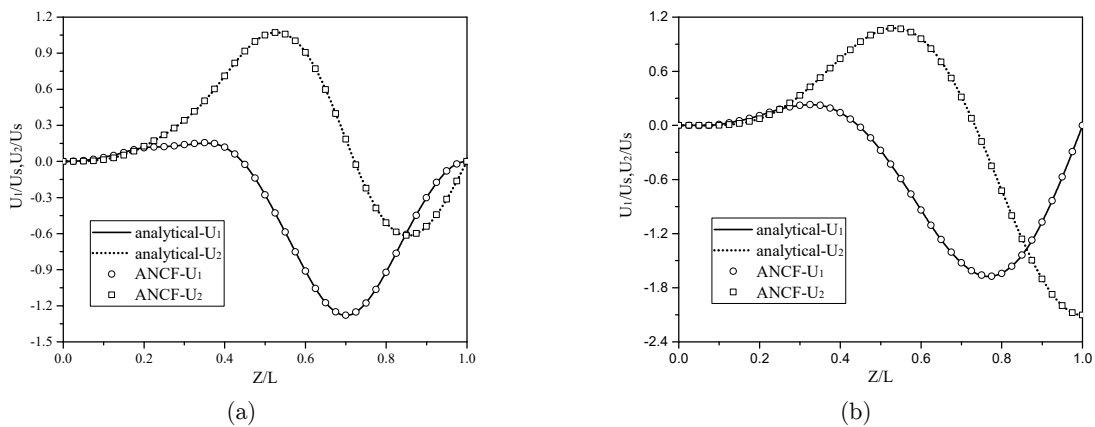 1.2
0.9
0.6
0.3
0.0
-0.3
-0.6
-0.9
-1.2
-1.5
U1/Us,U2/Us
analytical-U1
analytical-U2
ANCF-U1
ANCF-U2
0.0 0.2 0.4 0.6 0.8 1.0
Z/L
(a)
1.2
0.6
0.0
-0.6
-1.2
-1.8
-2.4
U1/Us,U2/Us
analytical-U1
analytical-U2
ANCF-U1
ANCF-U2
0.0 0.2 0.4 0.6 0.8 1.0
Z/L
(b)